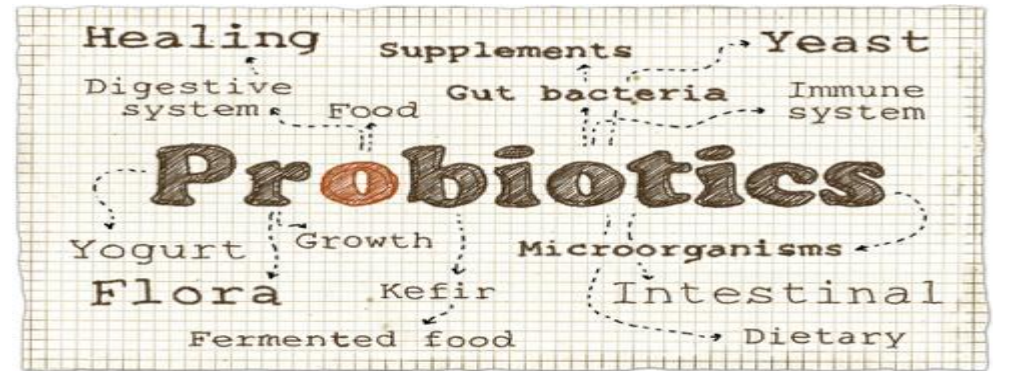 Healing
Supplements
Yeast
Digestive
system
Food
Gut bacteria
Immune
system
Probiotics
Yogurt
Growth
Microorganisms
Flora
Kefir
Intestinal
Fermented food
Dietary